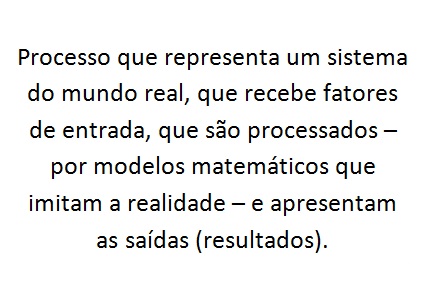 Processo que representa um sistema
do mundo real, que recebe fatores
de entrada, que são processados –
por modelos matemáticos que
imitam a realidade – e apresentam
as saídas (resultados).